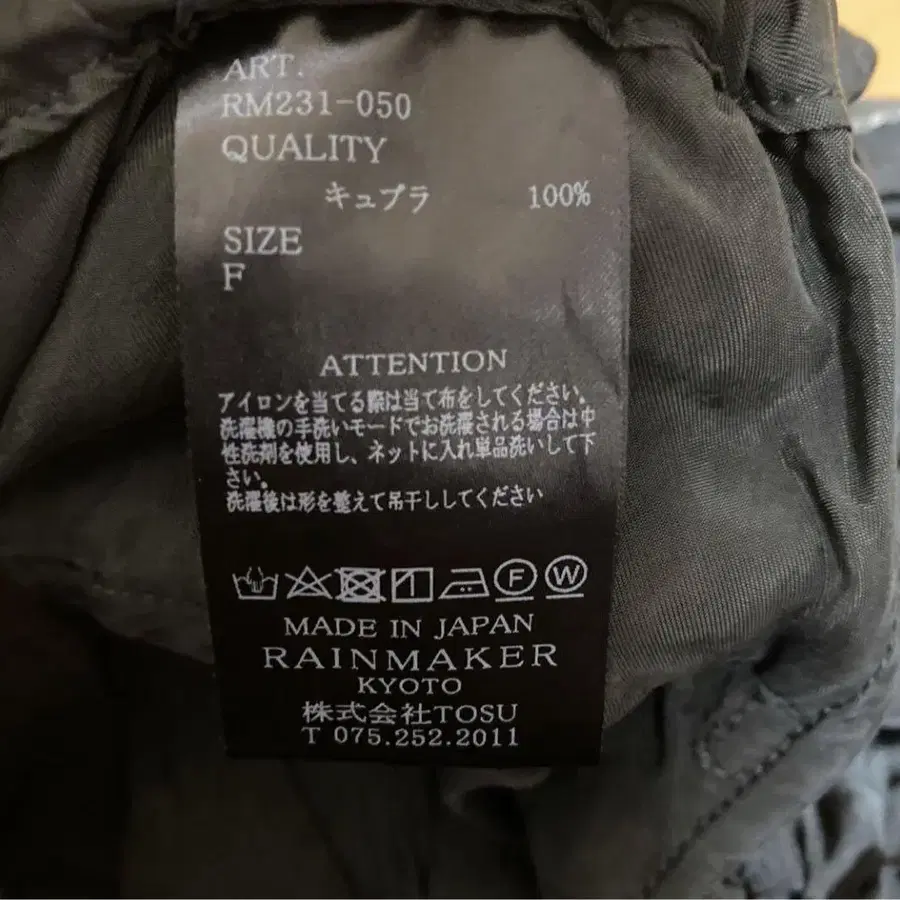 ART.
RM231-050
QUALITY
キュプラ 100%
SIZE
F
ATTENTION
アイロンを当てる際は当て布をしてください。
洗濯機の手洗いモードでお洗濯される場合は中
性洗剤を使用し、ネットに入れ単品洗いして下
さい。
洗濯後は形を整えて吊干ししてください
F W
MADE IN JAPAN
RAINMAKER
KYOTO
株式会社TOSU
T 075.252.2011